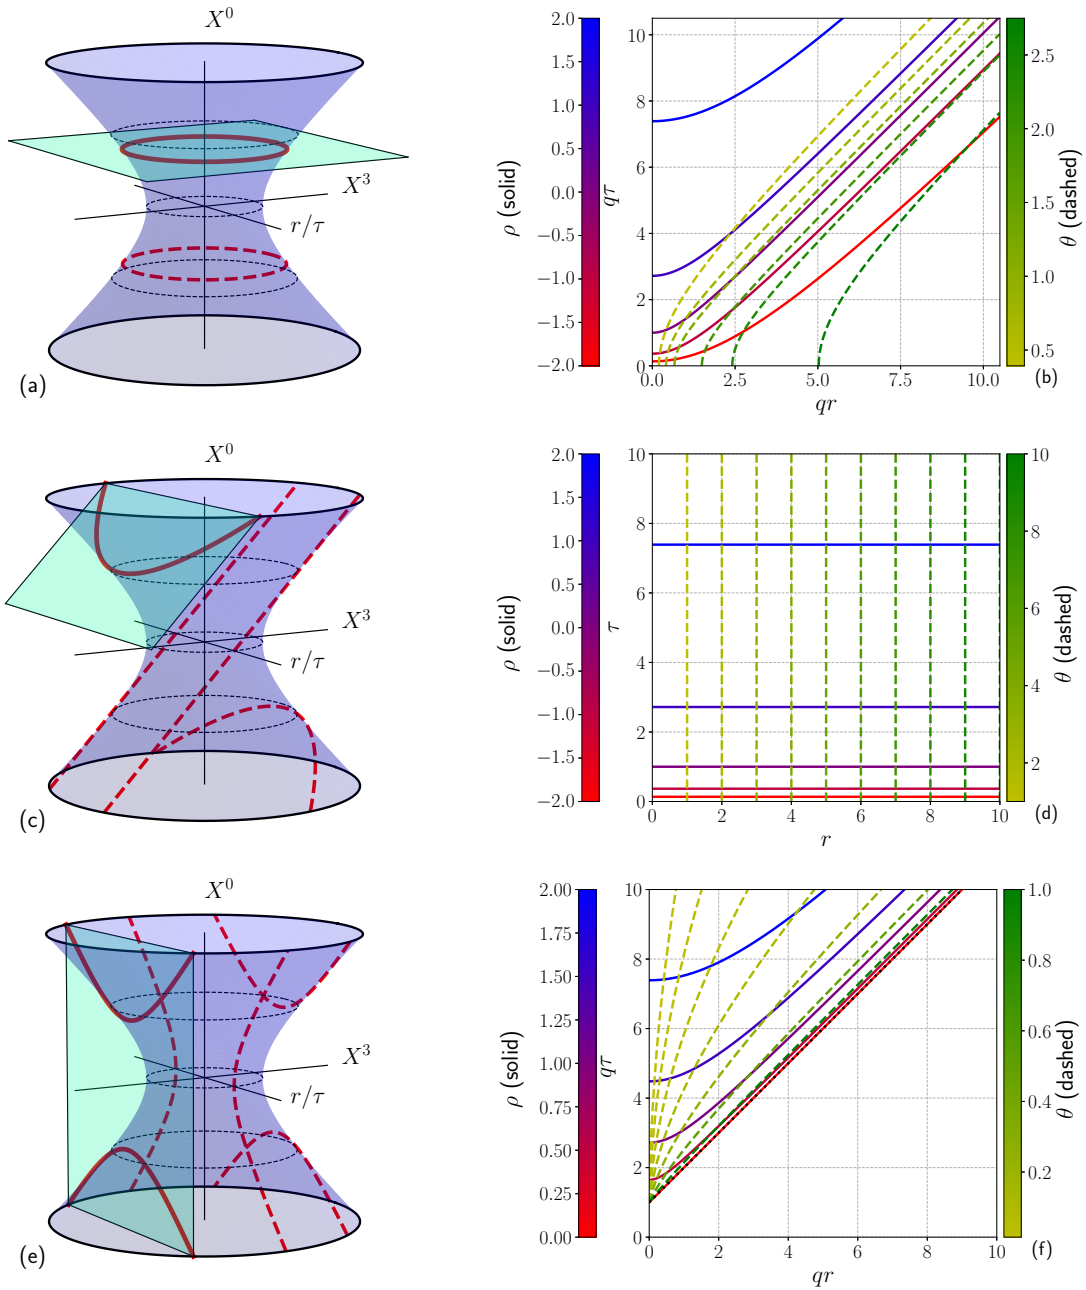 X⁰
X³
r/τ
(a)
2.0
1.5
1.0
0.5
0.0
−0.5
−1.0
−1.5
−2.0
ρ (solid)
qτ
10
8
6
4
2
0
0.0 2.5 5.0 7.5 10.0
qr
2.5
2.0
1.5
1.0
0.5
θ (dashed)
(b)
X⁰
X³
r/τ
(c)
2.0
1.5
1.0
0.5
0.0
−0.5
−1.0
−1.5
−2.0
ρ (solid)
τ
10
8
6
4
2
0
0 2 4 6 8 10
r
10
8
6
4
2
θ (dashed)
(d)
X⁰
X³
r/τ
(e)
2.00
1.75
1.50
1.25
1.00
0.75
0.50
0.25
0.00
ρ (solid)
qτ
10
8
6
4
2
0
0 2 4 6 8 10
qr
1.0
0.8
0.6
0.4
0.2
θ (dashed)
(f)